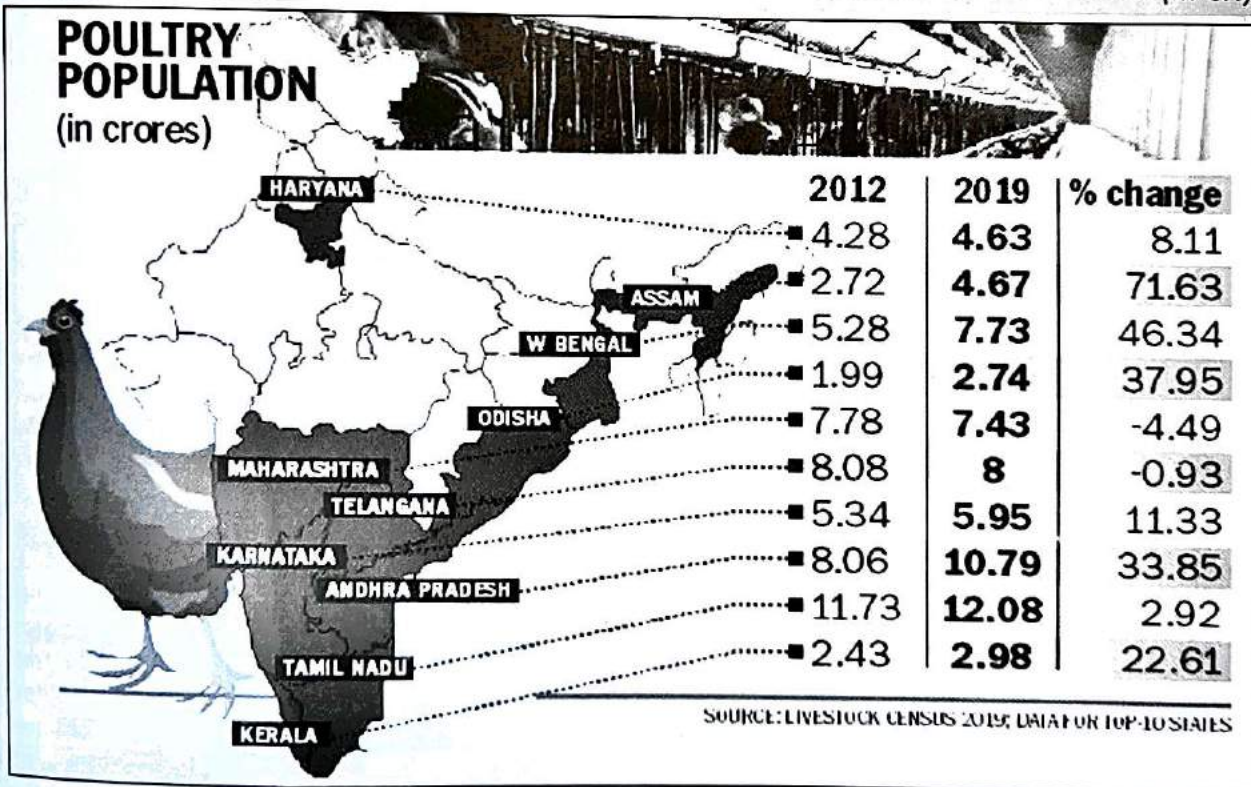 POULTRY
POPULATION
(in crores)
2012 2019 % change
HARYANA 4.28 4.63 8.11
ASSAM 2.72 4.67 71.63
W BENGAL 5.28 7.73 46.34
ODISHA 1.99 2.74 37.95
MAHARASHTRA 7.78 7.43 -4.49
TELANGANA 8.08 8 -0.93
KARNATAKA 5.34 5.95 11.33
ANDHRA PRADESH 8.06 10.79 33.85
TAMIL NADU 11.73 12.08 2.92
KERALA 2.43 2.98 22.61
SOURCE: LIVESTOCK CENSUS 2019; DATA FOR TOP-10 STATES